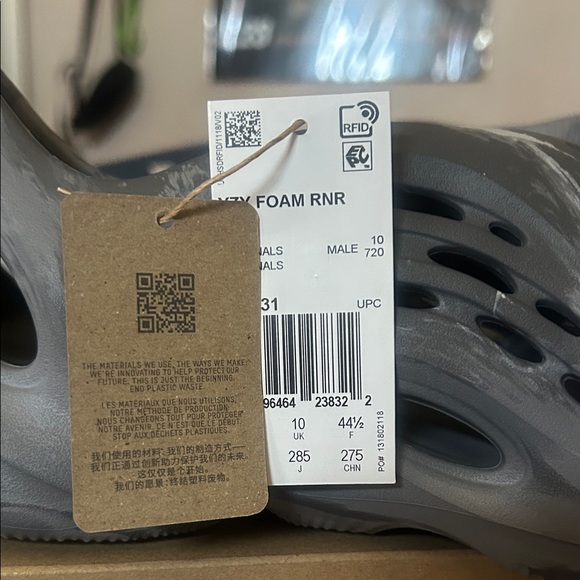 RFID
YZY FOAM RNR
NALS MALE 10
NALS 720
31 UPC
96464 23832 2
10 44½
UK F
285 275
J CHN
PO# 131802118
THE MATERIALS WE USE, THE WAYS WE MAKE:
WE'RE INNOVATING TO HELP PROTECT OUR
FUTURE. THIS IS JUST THE BEGINNING.
END PLASTIC WASTE.
LES MATÉRIAUX QUE NOUS UTILISONS,
NOTRE MÉTHODE DE PRODUCTION:
NOUS CHANGEONS TOUT POUR PROTÉGER
NOTRE AVENIR. CE N'EST QUE LE DÉBUT.
STOP AUX DÉCHETS PLASTIQUES.
我们使用的材料，我们的制造方式—
我们正通过创新助力保护我们的未来。
这仅仅是个开始。
我们的愿景：终结塑料废物。